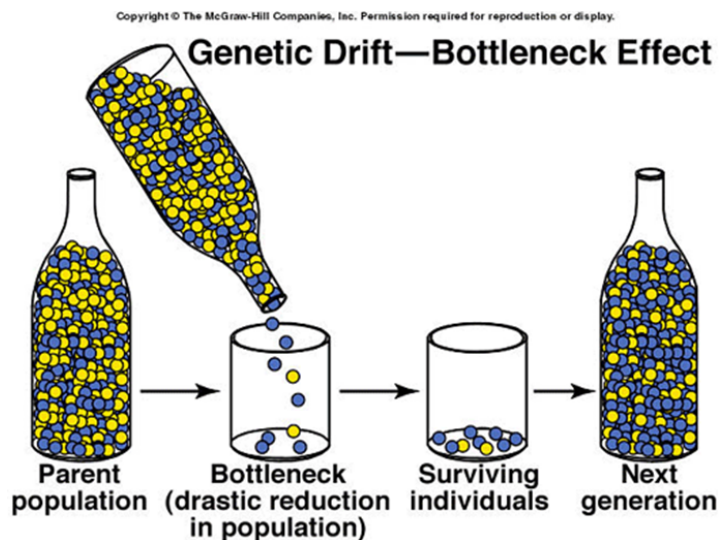 Copyright © The McGraw-Hill Companies, Inc. Permission required for reproduction or display.
Genetic Drift—Bottleneck Effect
Parent
population
Bottleneck
(drastic reduction
in population)
Surviving
individuals
Next
generation